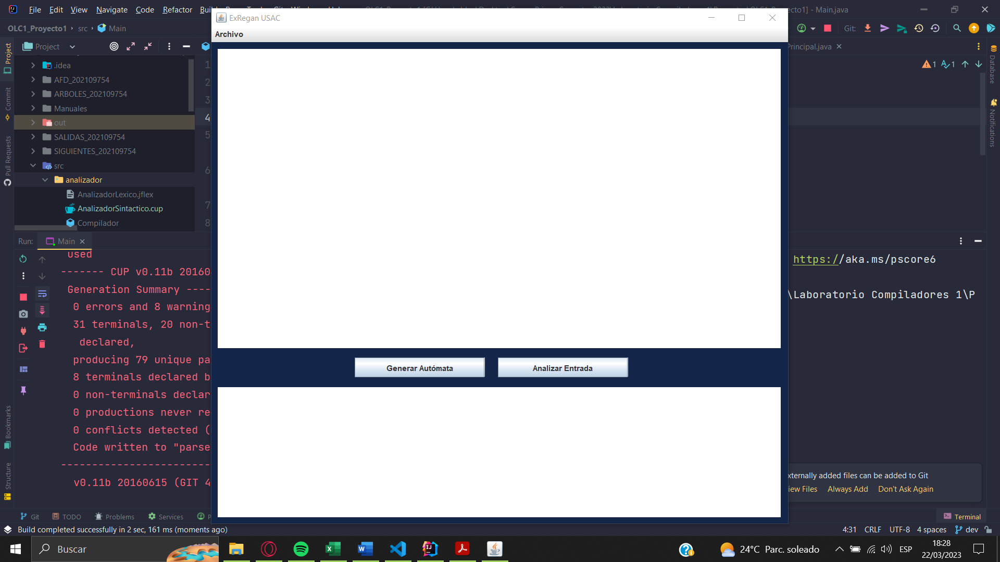 File Edit View Navigate Code Refactor
- Main.java
OLC1_Proyecto1 › src › Main
Git:
ExRegan USAC
Archivo
Project
Principal.java
.idea
AFD_202109754
ARBOLES_202109754
Manuales
out
SALIDAS_202109754
SIGUIENTES_202109754
src
analizador
AnalizadorLexico.jflex
AnalizadorSintactico.cup
Compilador
1
2
3
4
5
6
7
8
1 1
Project
Commit
Pull Requests
Bookmarks
Structure
Database
Notifications
Generar Autómata
Analizar Entrada
Run: Main
used
------- CUP v0.11b 20160
Generation Summary ----
0 errors and 8 warning
31 terminals, 20 non-t
declared,
producing 79 unique pa
8 terminals declared b
0 non-terminals declar
0 productions never re
0 conflicts detected (
Code written to "parse
------------------------
v0.11b 20160615 (GIT 4
https://aka.ms/pscore6
\Laboratorio Compiladores 1\P
xternally added files can be added to Git
iew Files Always Add Don't Ask Again
Git TODO Problems Services P
Terminal
Build completed successfully in 2 sec, 161 ms (moments ago)
4:31 CRLF UTF-8 4 spaces dev
Buscar
24°C Parc. soleado
ESP
18:28
22/03/2023